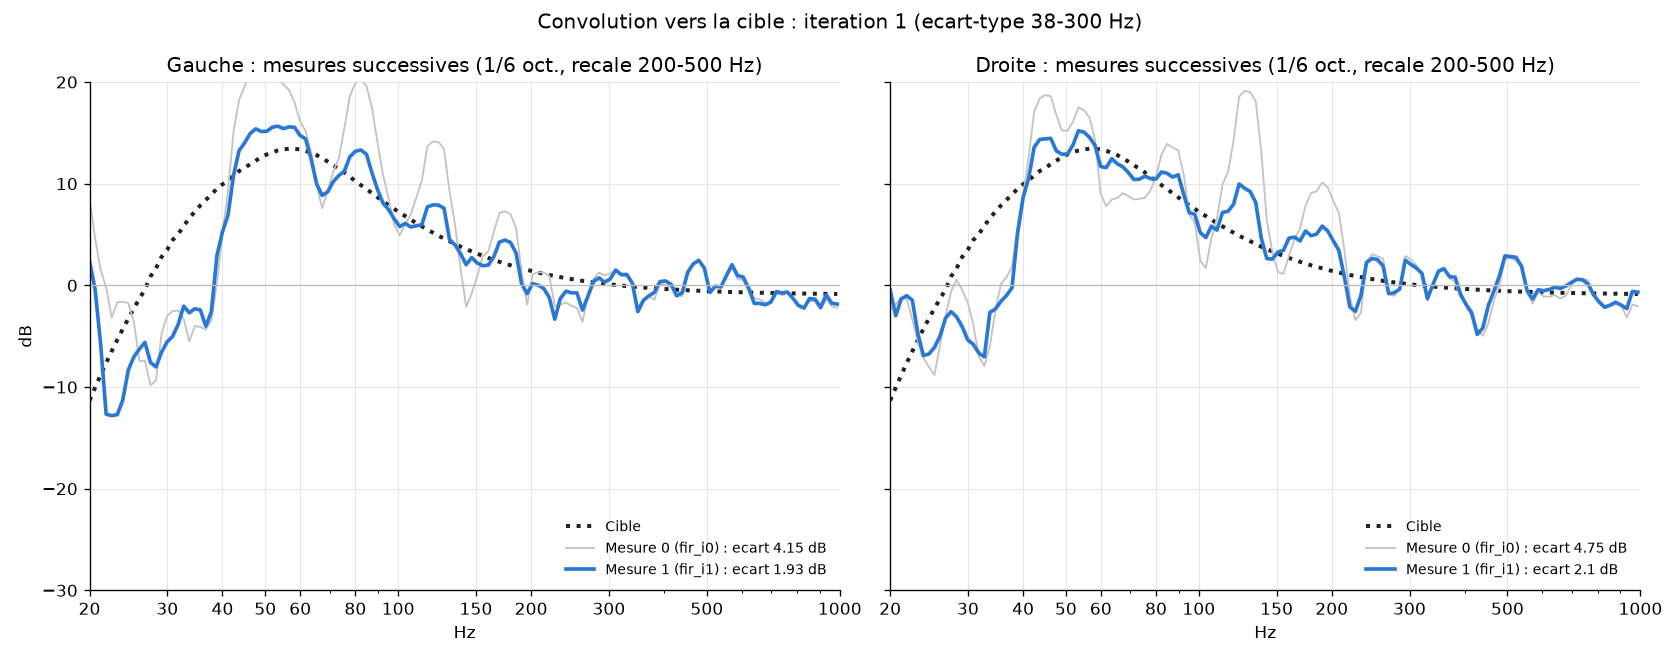 Convolution vers la cible : iteration 1 (ecart-type 38-300 Hz)
Gauche : mesures successives (1/6 oct., recale 200-500 Hz)
20
10
0
−10
−20
−30
dB
Cible
Mesure 0 (fir_i0) : ecart 4.15 dB
Mesure 1 (fir_i1) : ecart 1.93 dB
20 30 40 50 60 80 100 150 200 300 500 1000
Hz
Droite : mesures successives (1/6 oct., recale 200-500 Hz)
Cible
Mesure 0 (fir_i0) : ecart 4.75 dB
Mesure 1 (fir_i1) : ecart 2.1 dB
20 30 40 50 60 80 100 150 200 300 500 1000
Hz